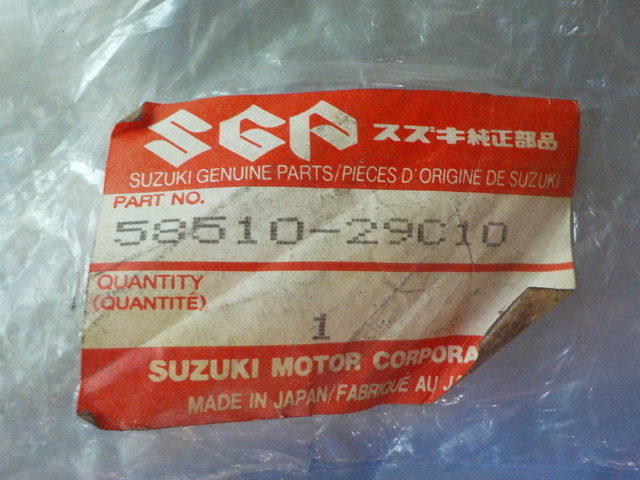 SGP スズキ純正部品
SUZUKI GENUINE PARTS/PIECES D'ORIGINE DE SUZUKI
PART NO.
58510-29C10
QUANTITY
(QUANTITÉ)
1
SUZUKI MOTOR CORPORA
MADE IN JAPAN/FABRIQUÉ AU JA